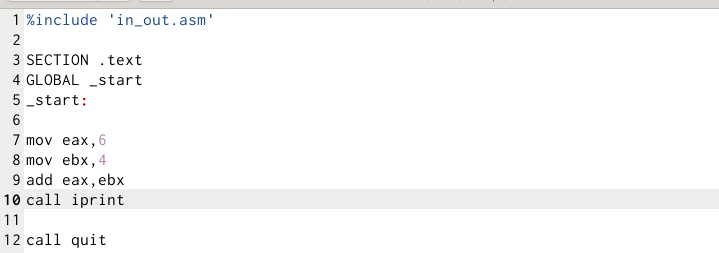 1 %include 'in_out.asm'
2
3 SECTION .text
4 GLOBAL _start
5 _start:
6
7 mov eax,6
8 mov ebx,4
9 add eax,ebx
10 call iprint
11
12 call quit